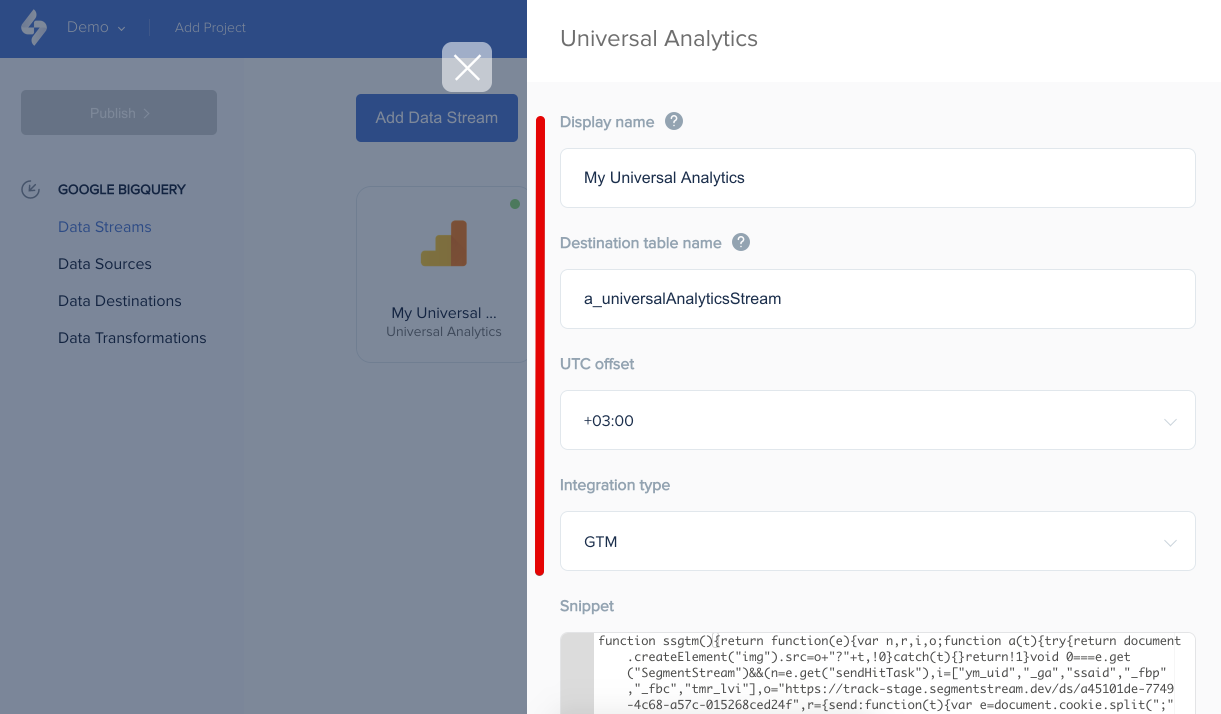 Demo
Add Project
Publish
Add Data Stream
GOOGLE BIGQUERY
Data Streams
Data Sources
Data Destinations
Data Transformations
My Universal ...
Universal Analytics
Universal Analytics
Display name ?
My Universal Analytics
Destination table name ?
a_universalAnalyticsStream
UTC offset
+03:00
Integration type
GTM
Snippet
function ssgtm(){return function(e){var n,r,i,o;function a(t){try{return document
.createElement("img").src=o+"?"+t,!0}catch(t){}return!1}void 0===e.get
("SegmentStream")&&(n=e.get("sendHitTask"),i=["ym_uid","_ga","ssaid","_fbp"
,"_fbc","tmr_lvi"],o="https://track-stage.segmentstream.dev/ds/a45101de-7749
-4c68-a57c-015268ced24f",r={send:function(t){var e=document.cookie.split(";"